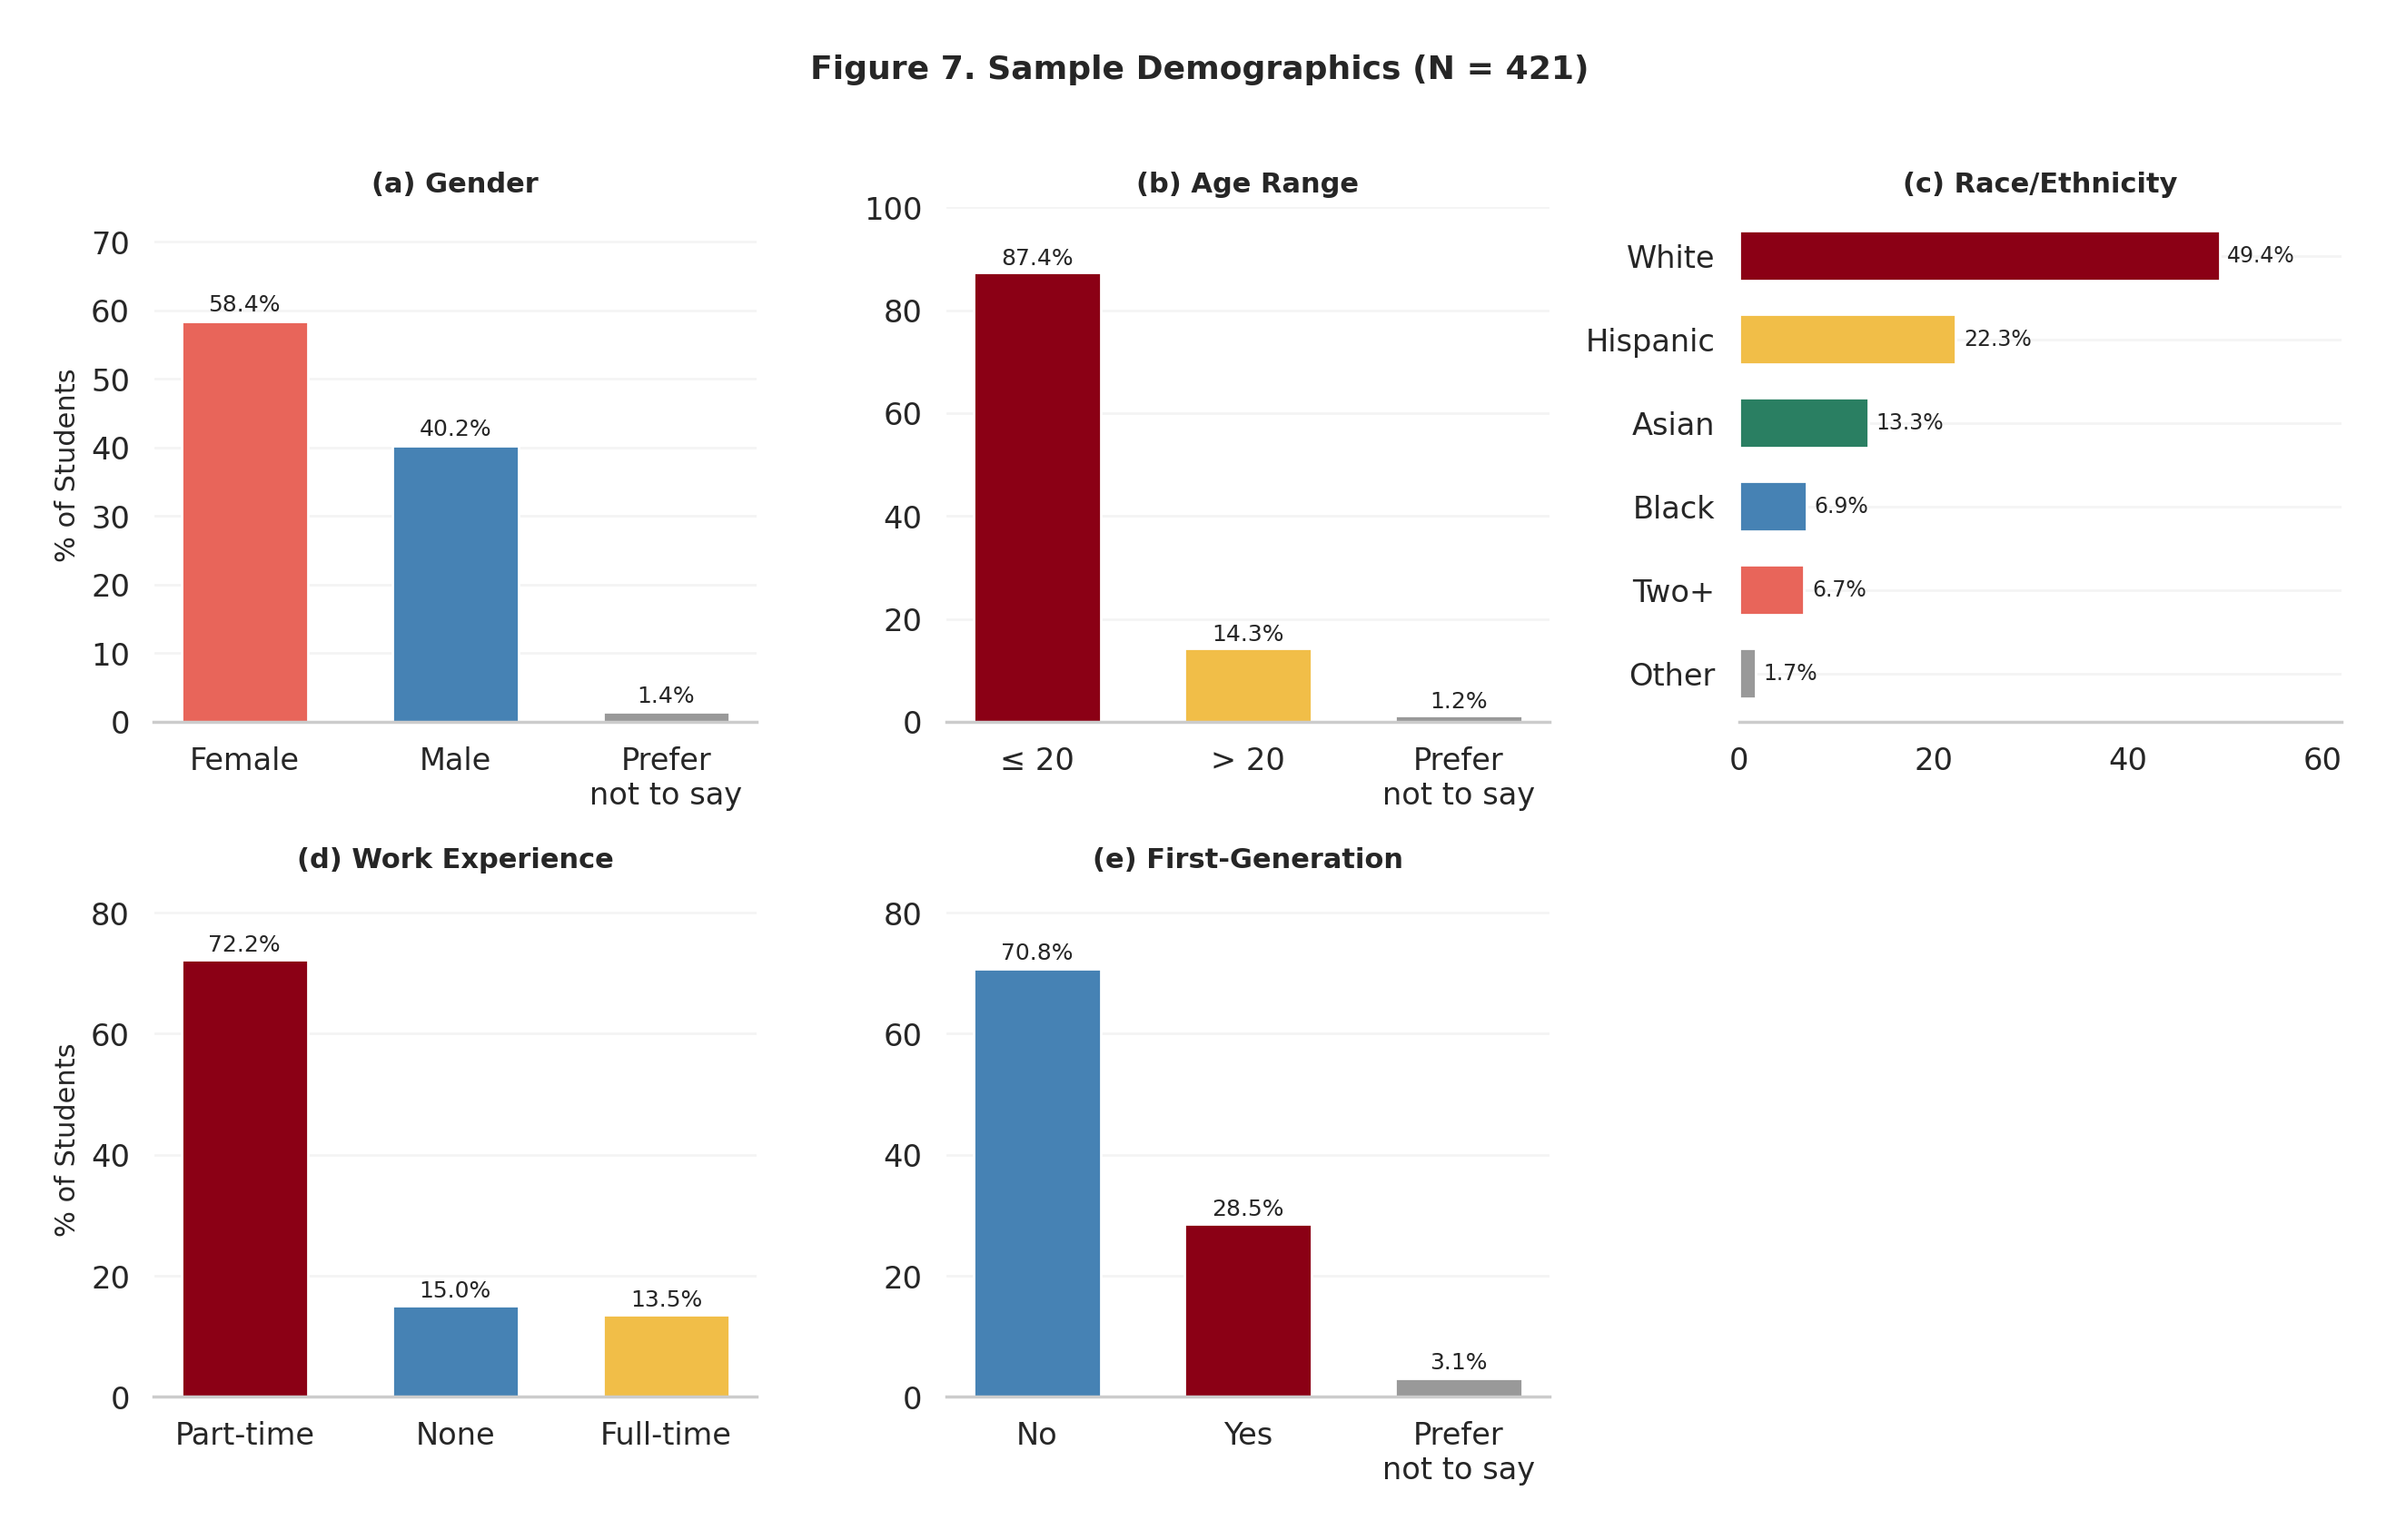 Figure 7. Sample Demographics (N = 421)
(a) Gender
% of Students
70
60
50
40
30
20
10
0
58.4%
40.2%
1.4%
Female
Male
Prefer
not to say
(b) Age Range
100
80
60
40
20
0
87.4%
14.3%
1.2%
≤ 20
> 20
Prefer
not to say
(c) Race/Ethnicity
White
49.4%
Hispanic
22.3%
Asian
13.3%
Black
6.9%
Two+
6.7%
Other
1.7%
0
20
40
60
(d) Work Experience
% of Students
80
60
40
20
0
72.2%
15.0%
13.5%
Part-time
None
Full-time
(e) First-Generation
80
60
40
20
0
70.8%
28.5%
3.1%
No
Yes
Prefer
not to say